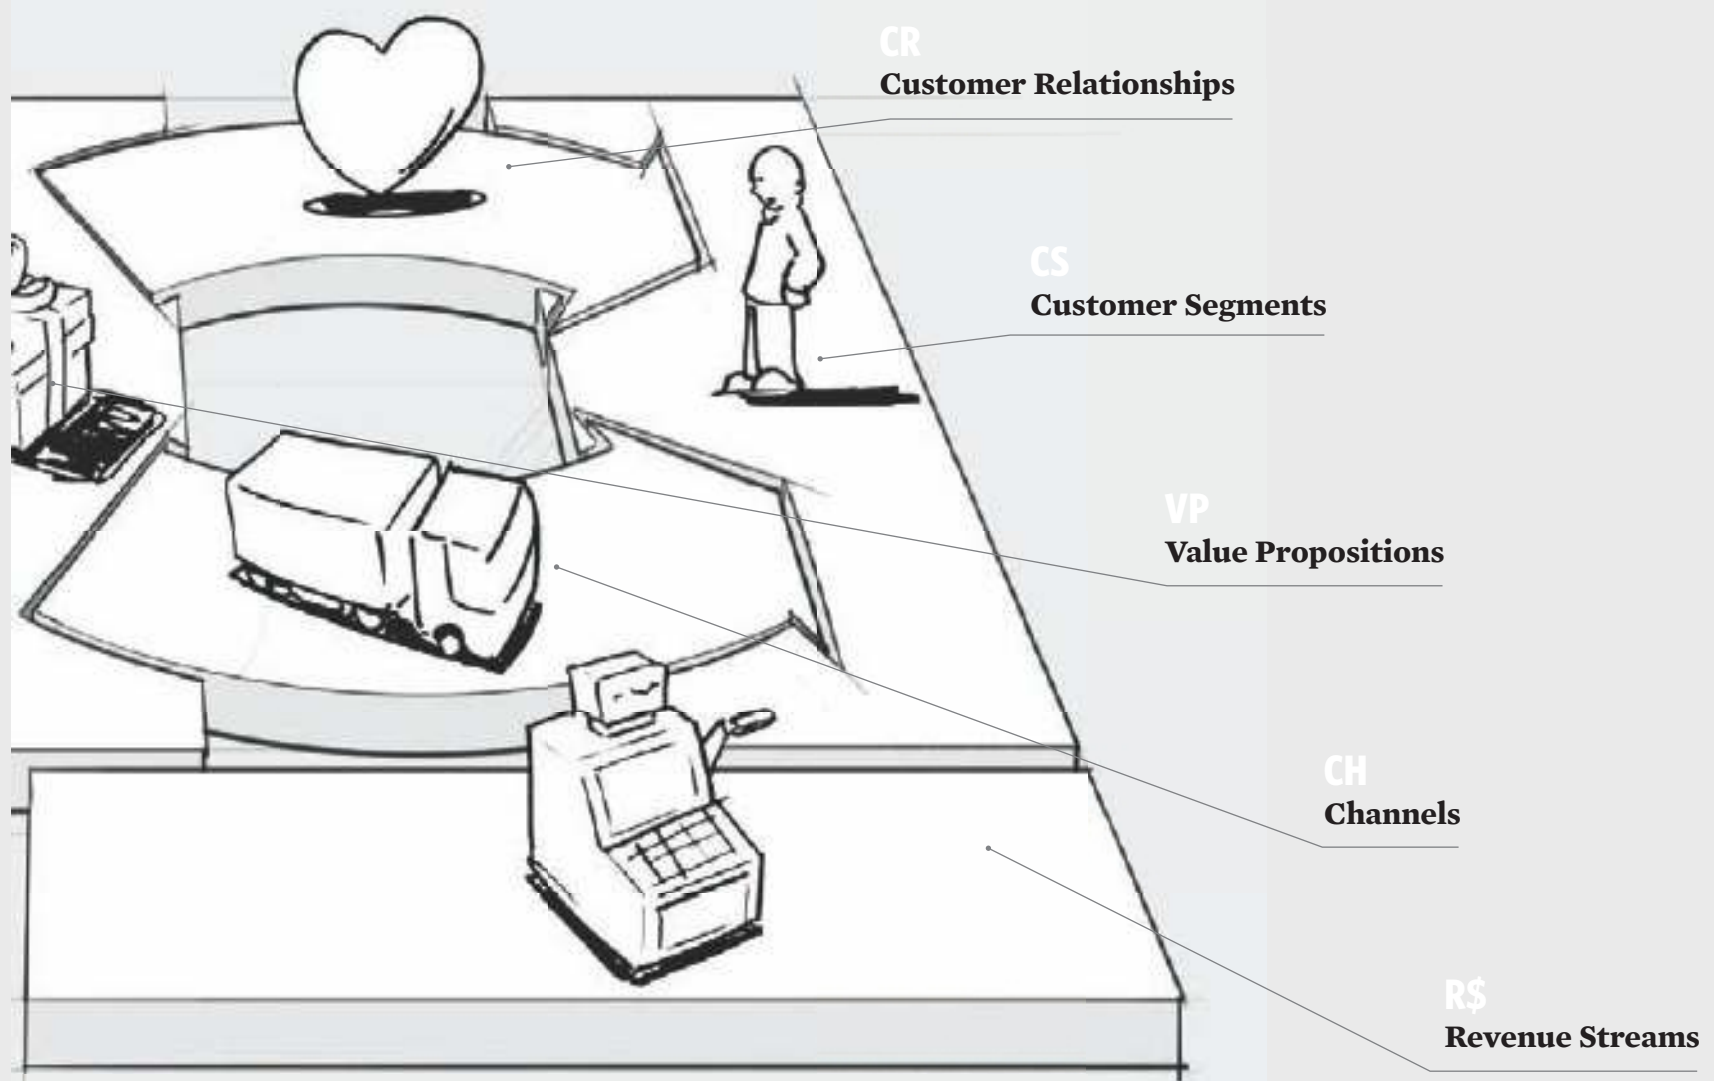 CR
Customer Relationships
CS
Customer Segments
VP
Value Propositions
CH
Channels
R$
Revenue Streams